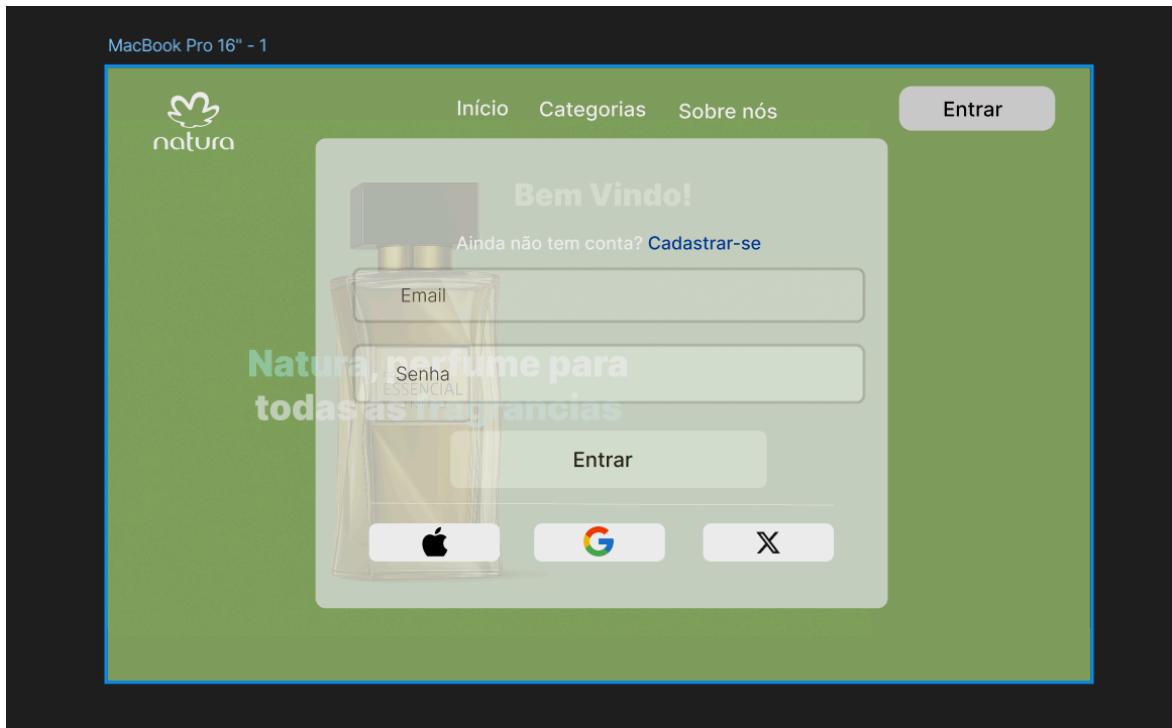 MacBook Pro 16" - 1
natura
Início Categorias Sobre nós Entrar
Bem Vindo!
Ainda não tem conta? Cadastrar-se
Email
Natura, perfume para
Senha
ESSENCIAL
todas as fragrancias
Entrar